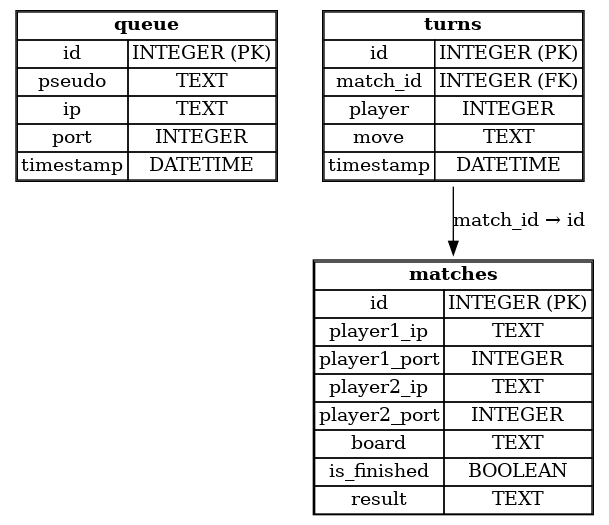 queue
id INTEGER (PK)
pseudo TEXT
ip TEXT
port INTEGER
timestamp DATETIME
turns
id INTEGER (PK)
match_id INTEGER (FK)
player INTEGER
move TEXT
timestamp DATETIME
match_id → id
matches
id INTEGER (PK)
player1_ip TEXT
player1_port INTEGER
player2_ip TEXT
player2_port INTEGER
board TEXT
is_finished BOOLEAN
result TEXT